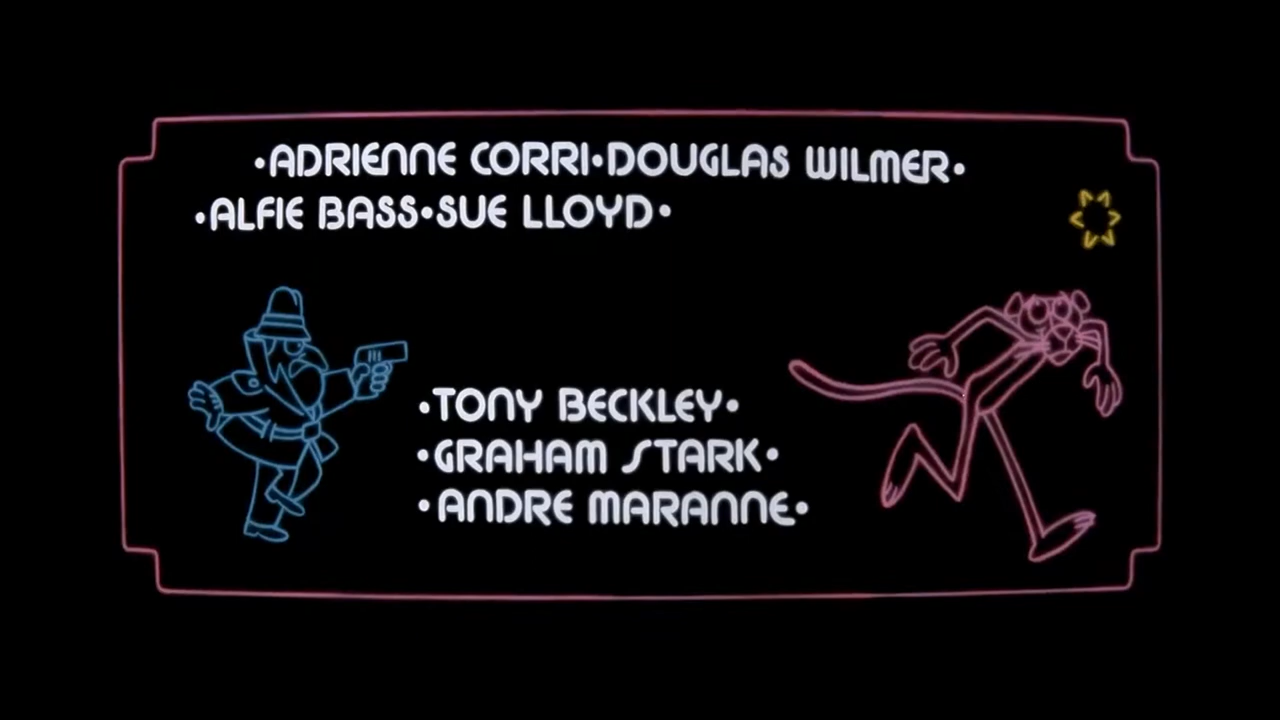 •ADRIENNE CORRI•DOUGLAS WILMER•
•ALFIE BASS•SUE LLOYD•
•TONY BECKLEY•
•GRAHAM STARK•
•ANDRE MARANNE•